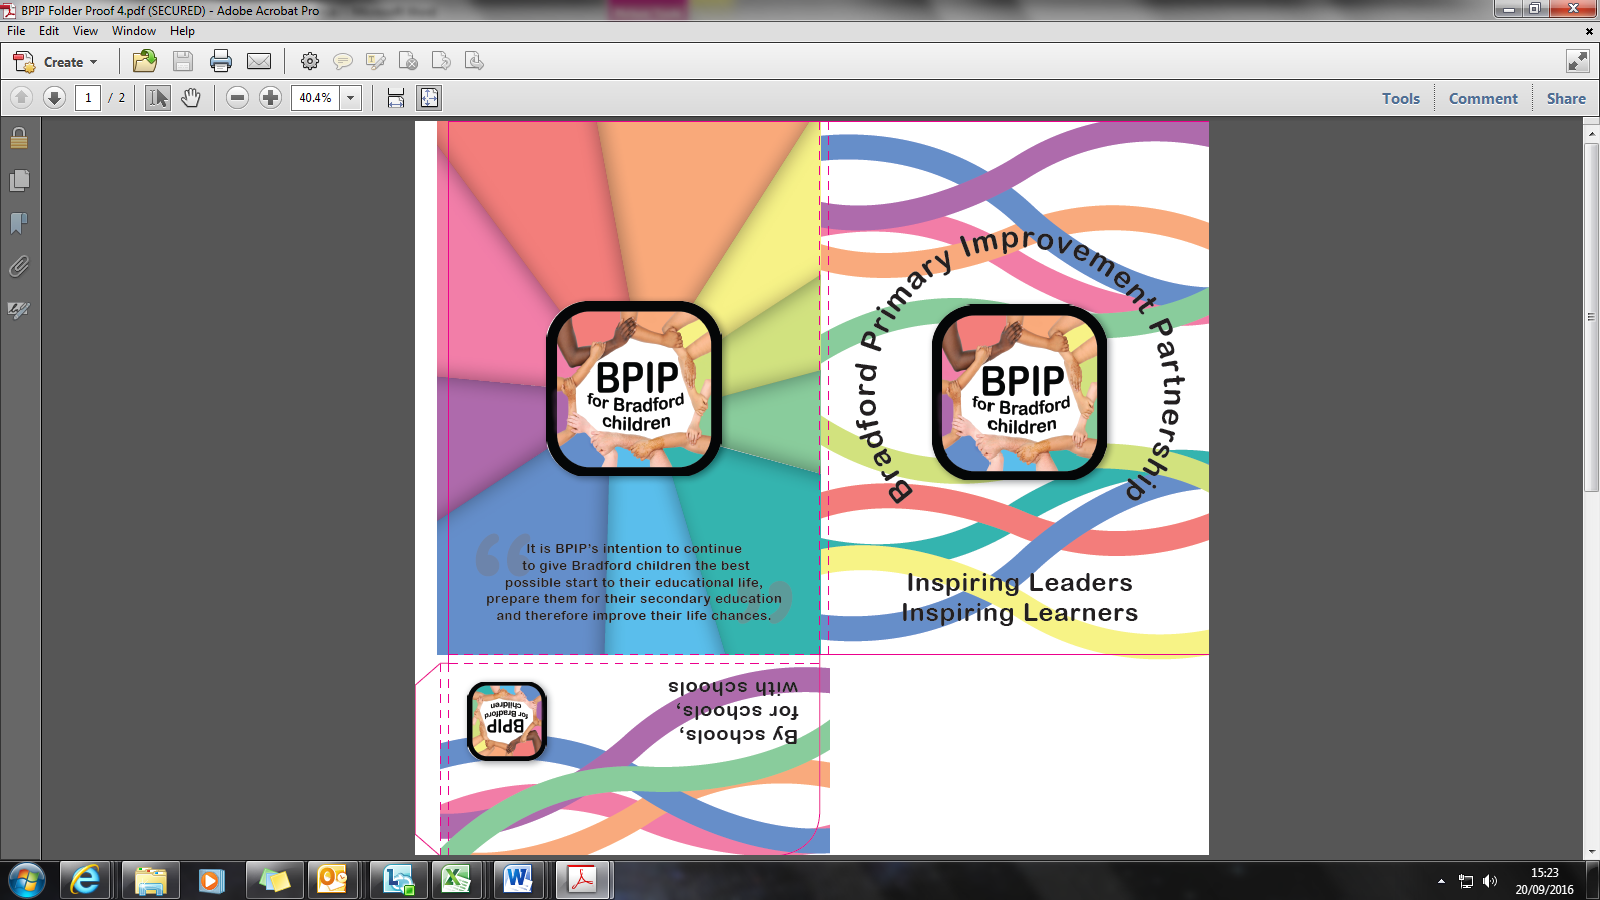 BPIP Folder Proof 4.pdf (SECURED) - Adobe Acrobat Pro
File Edit View Window Help
Create
1 / 2 40.4% Tools Comment Share
BPIP
for Bradford
children
“It is BPIP's intention to continue
to give Bradford children the best
possible start to their educational life,
prepare them for their secondary education
and therefore improve their life chances.”
Bradford Primary Improvement Partnership
BPIP
for Bradford
children
Inspiring Leaders
Inspiring Learners
By schools,
for schools,
with schools
BPIP
for Bradford
children
15:23
20/09/2016